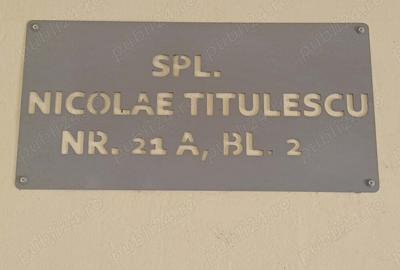 SPL.
NICOLAE TITULESCU
NR. 21 A, BL. 2